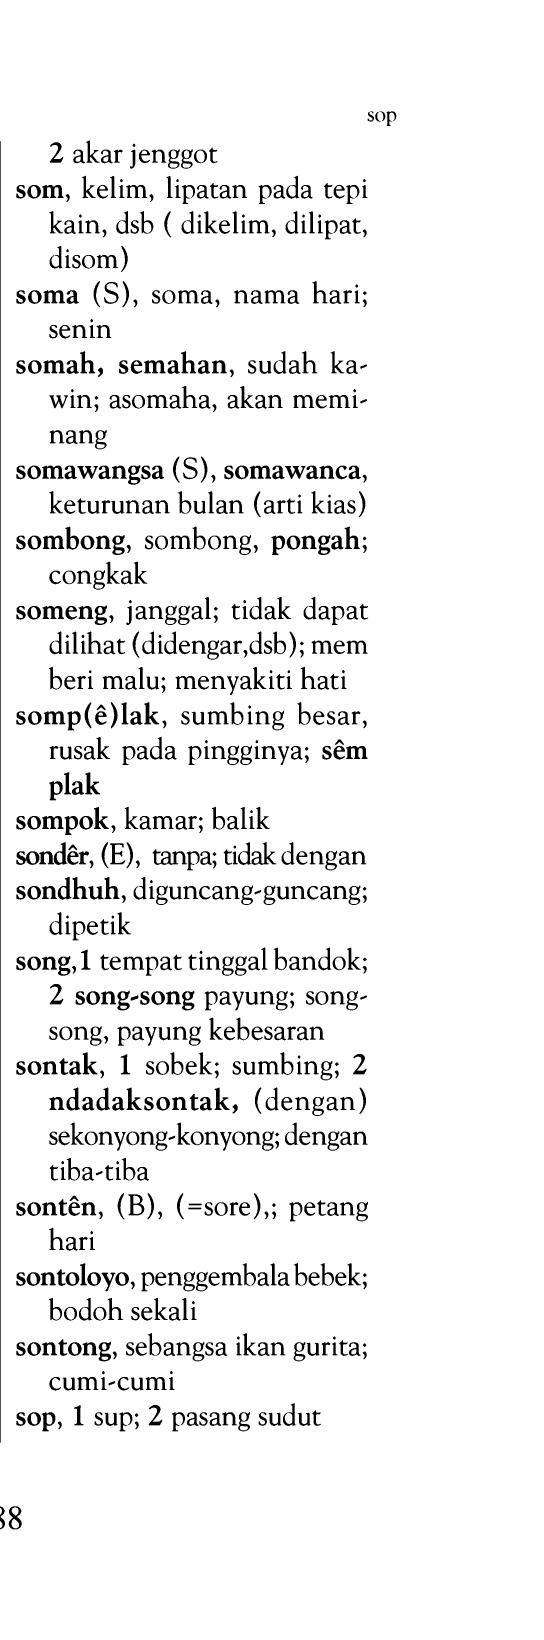 sop
2 akar jenggot
som, kelim, lipatan pada tepi
kain, dsb ( dikelim, dilipat,
disom)
soma (S), soma, nama hari;
senin
somah, semahan, sudah ka-
win; asomaha, akan memi-
nang
somawangsa (S), somawanca,
keturunan bulan (arti kias)
sombong, sombong, pongah;
congkak
someng, janggal; tidak dapat
dilihat (didengar,dsb); mem
beri malu; menyakiti hati
somp(ê)lak, sumbing besar,
rusak pada pingginya; sêm
plak
sompok, kamar; balik
sondêr, (E), tanpa; tidak dengan
sondhuh, diguncang-guncang;
dipetik
song,1 tempat tinggal bandok;
2 song-song payung; song-
song, payung kebesaran
sontak, 1 sobek; sumbing; 2
ndadaksontak, (dengan)
sekonyong-konyong; dengan
tiba-tiba
sontên, (B), (=sore),; petang
hari
sontoloyo, penggembala bebek;
bodoh sekali
sontong, sebangsa ikan gurita;
cumi-cumi
sop, 1 sup; 2 pasang sudut
88